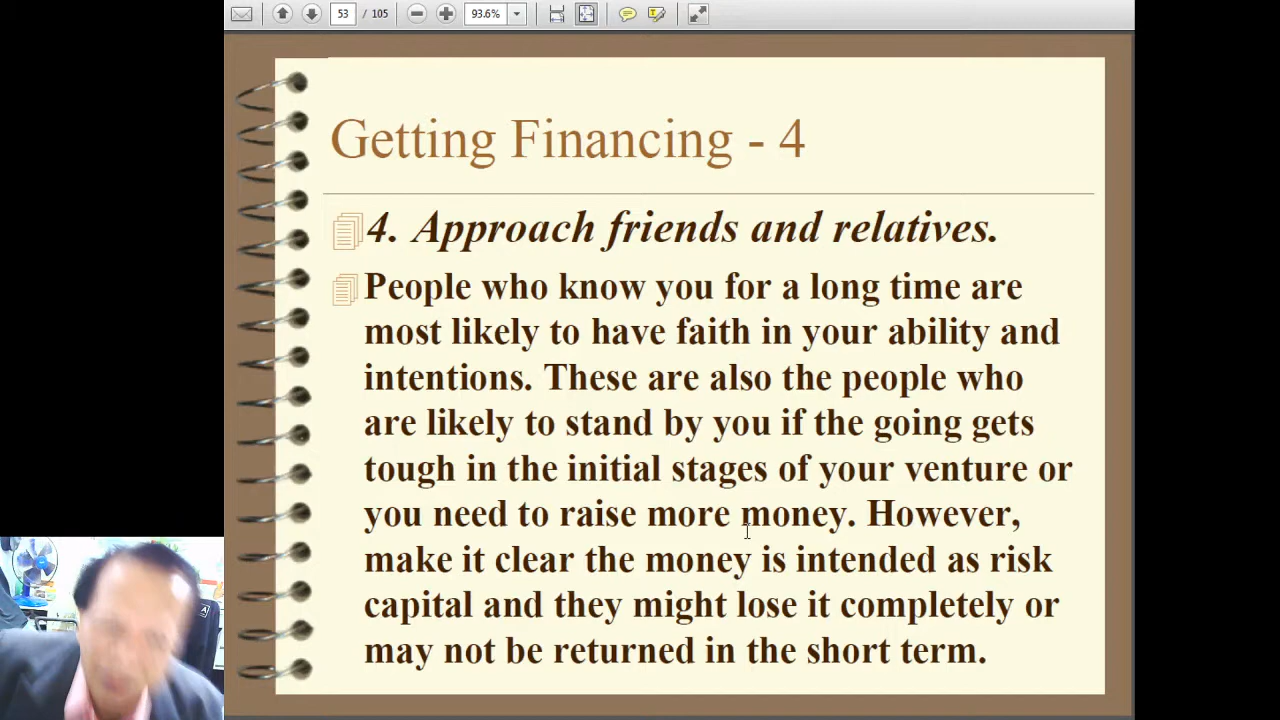 53 / 105 93.6%
Getting Financing - 4
4. Approach friends and relatives.
People who know you for a long time are
most likely to have faith in your ability and
intentions. These are also the people who
are likely to stand by you if the going gets
tough in the initial stages of your venture or
you need to raise more money. However,
make it clear the money is intended as risk
capital and they might lose it completely or
may not be returned in the short term.